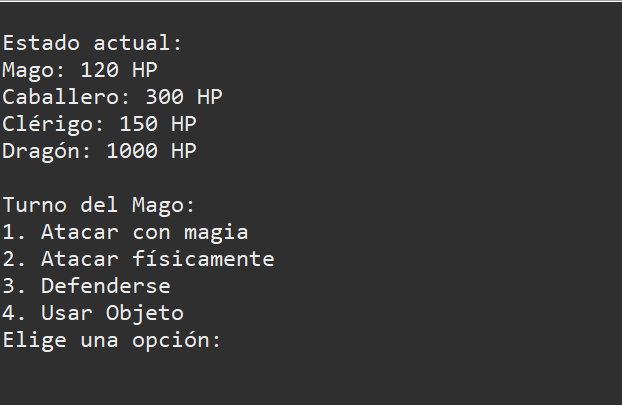 Estado actual:
Mago: 120 HP
Caballero: 300 HP
Clérigo: 150 HP
Dragón: 1000 HP
Turno del Mago:
1. Atacar con magia
2. Atacar físicamente
3. Defenderse
4. Usar Objeto
Elige una opción: